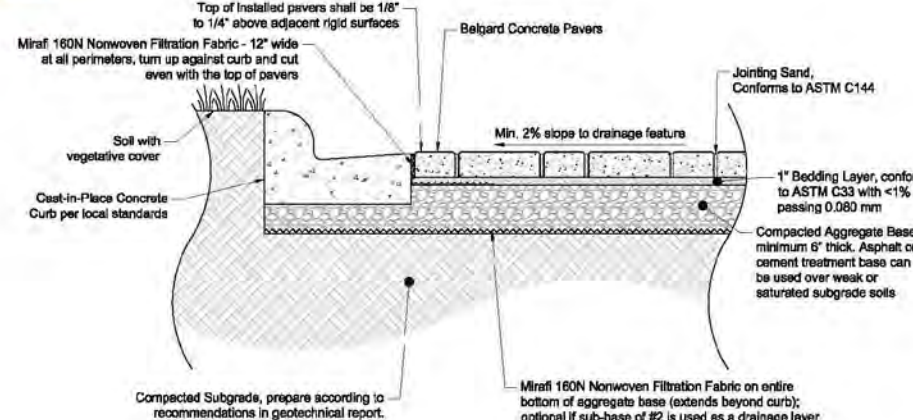 Top of Installed pavers shall be 1/8"
to 1/4" above adjacent rigid surfaces
Mirafi 160N Nonwoven Filtration Fabric - 12" wide
at all perimeters, turn up against curb and cut
even with the top of pavers
Belgard Concrete Pavers
Jointing Sand,
Conforms to ASTM C144
Soil with
vegetative cover
Min. 2% slope to drainage feature
Cast-in-Place Concrete
Curb per local standards
1" Bedding Layer, confo
to ASTM C33 with <1%
passing 0.080 mm
Compacted Aggregate Base
minimum 6" thick. Asphalt or
cement treatment base can
be used over weak or
saturated subgrade soils
Compacted Subgrade, prepare according to
recommendations in geotechnical report.
Mirafi 160N Nonwoven Filtration Fabric on entire
bottom of aggregate base (extends beyond curb);
optional if sub-base of #2 is used as a drainage layer